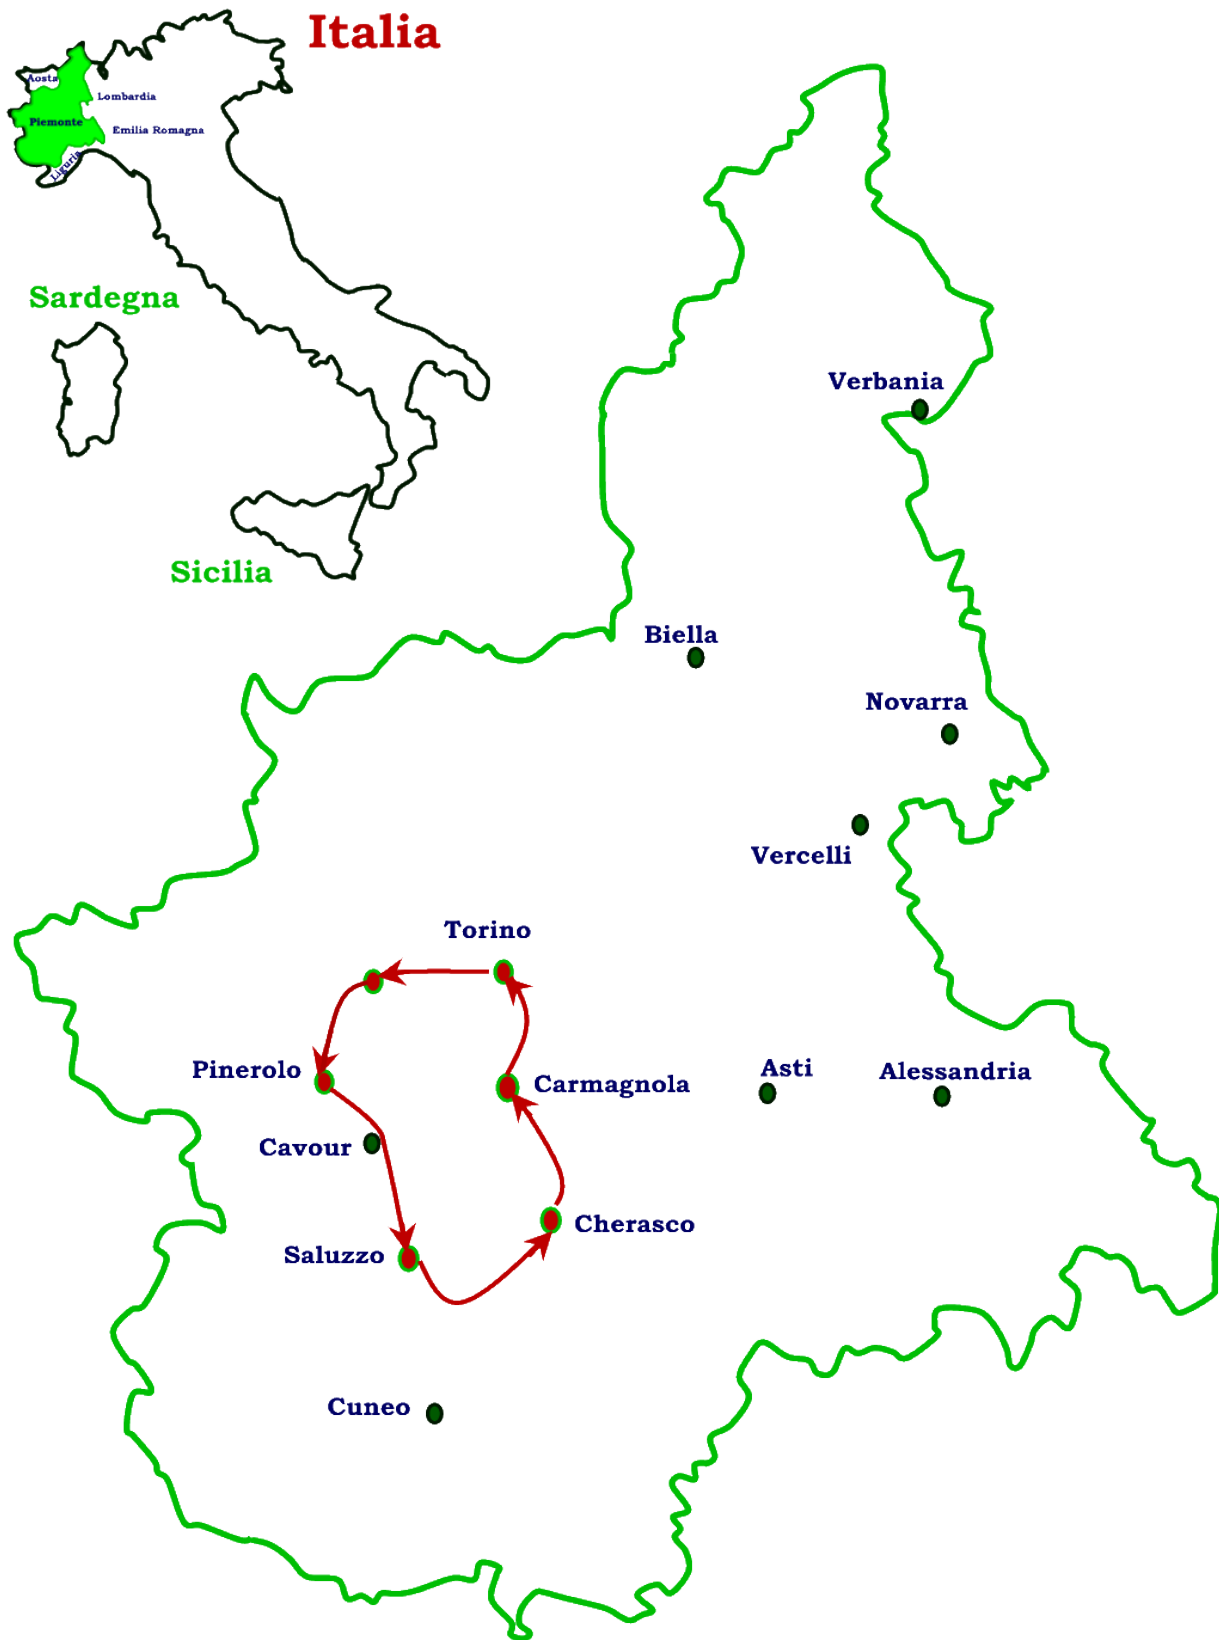 Italia
Aosta
Lombardia
Piemonte
Emilia Romagna
Liguria
Sardegna
Sicilia
Verbania
Biella
Novarra
Vercelli
Torino
Pinerolo
Carmagnola
Asti
Alessandria
Cavour
Cherasco
Saluzzo
Cuneo